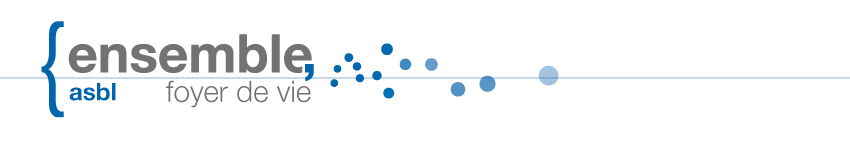 {ensemble,
asbl foyer de vie